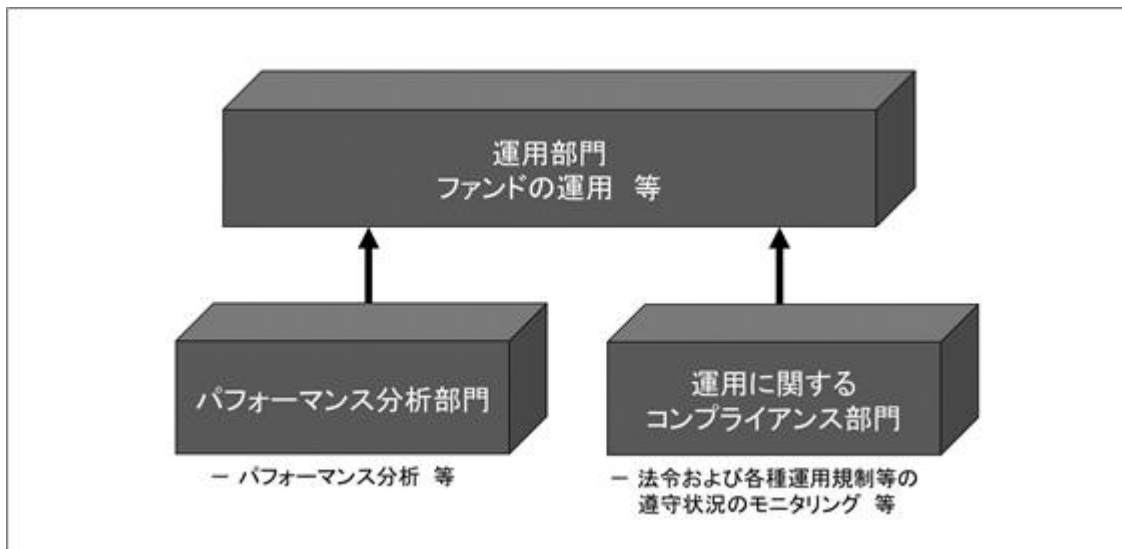 運用部門
ファンドの運用 等
パフォーマンス分析部門
－ パフォーマンス分析 等
運用に関する
コンプライアンス部門
－ 法令および各種運用規制等の
遵守状況のモニタリング 等